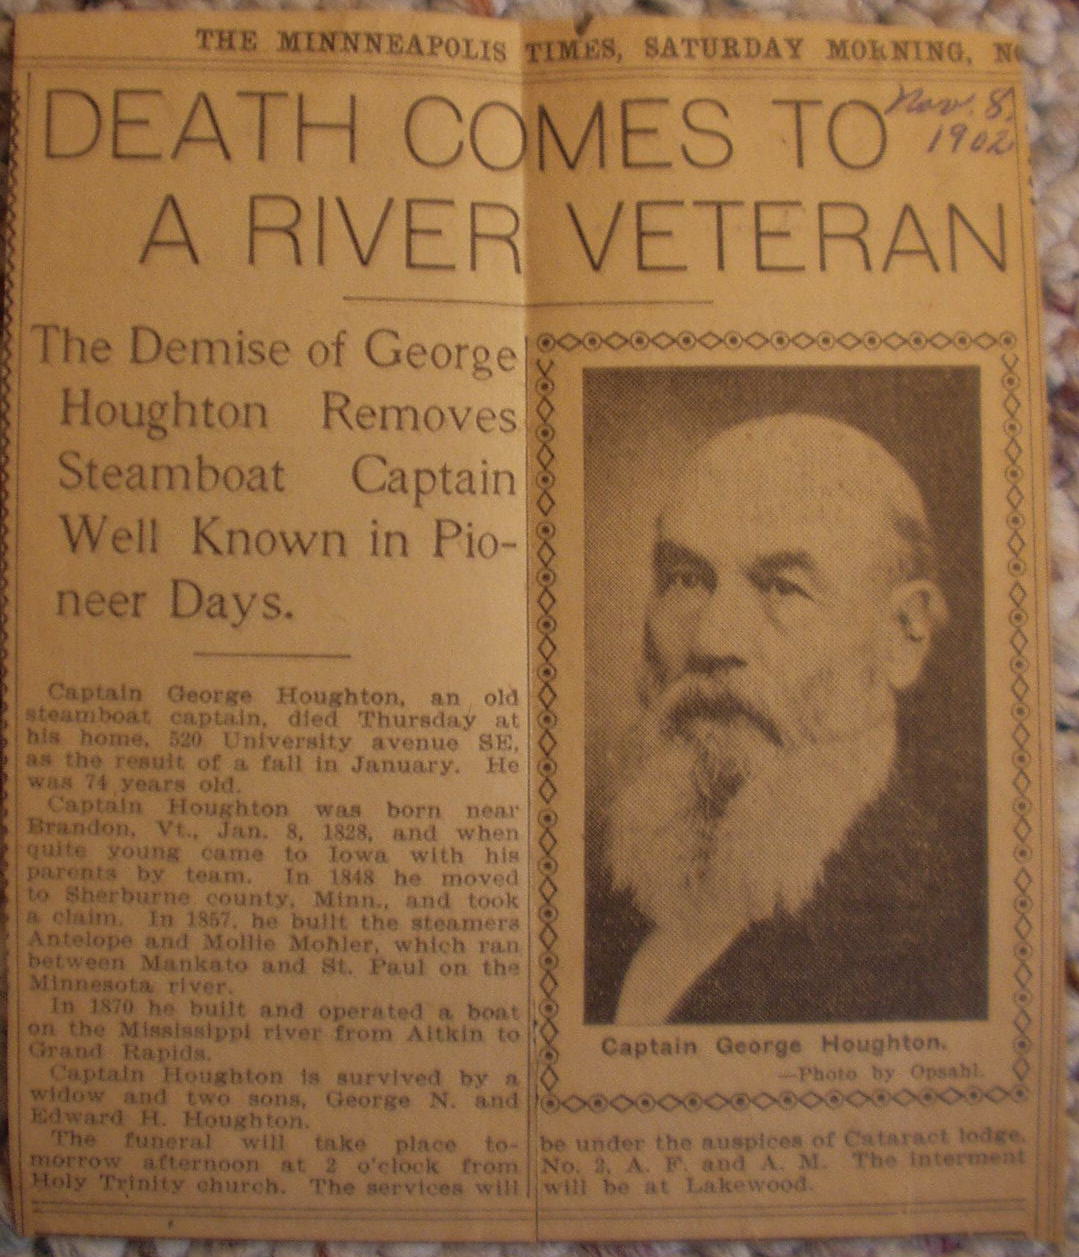 THE MINNNEAPOLIS TIMES, SATURDAY MORNING,
Nov. 8,
1902
DEATH COMES TO
A RIVER VETERAN
The Demise of George
Houghton Removes
Steamboat Captain
Well Known in Pio-
neer Days.
Captain George Houghton, an old
steamboat captain, died Thursday at
his home, 520 University avenue SE,
as the result of a fall in January. He
was 74 years old.
Captain Houghton was born near
Brandon, Vt., Jan. 8, 1828, and when
quite young came to Iowa with his
parents by team. In 1848 he moved
to Sherburne county, Minn., and took
a claim. In 1857, he built the steamers
Antelope and Mollie Mohler, which ran
between Mankato and St. Paul on the
Minnesota river.
In 1870 he built and operated a boat
on the Mississippi river from Aitkin to
Grand Rapids.
Captain Houghton is survived by a
widow and two sons, George N. and
Edward H. Houghton.
The funeral will take place to-
morrow afternoon at 2 o'clock from
Holy Trinity church. The services will
Captain George Houghton.
—Photo by Opsahl.
be under the auspices of Cataract lodge,
No. 2, A. F. and A. M. The interment
will be at Lakewood.